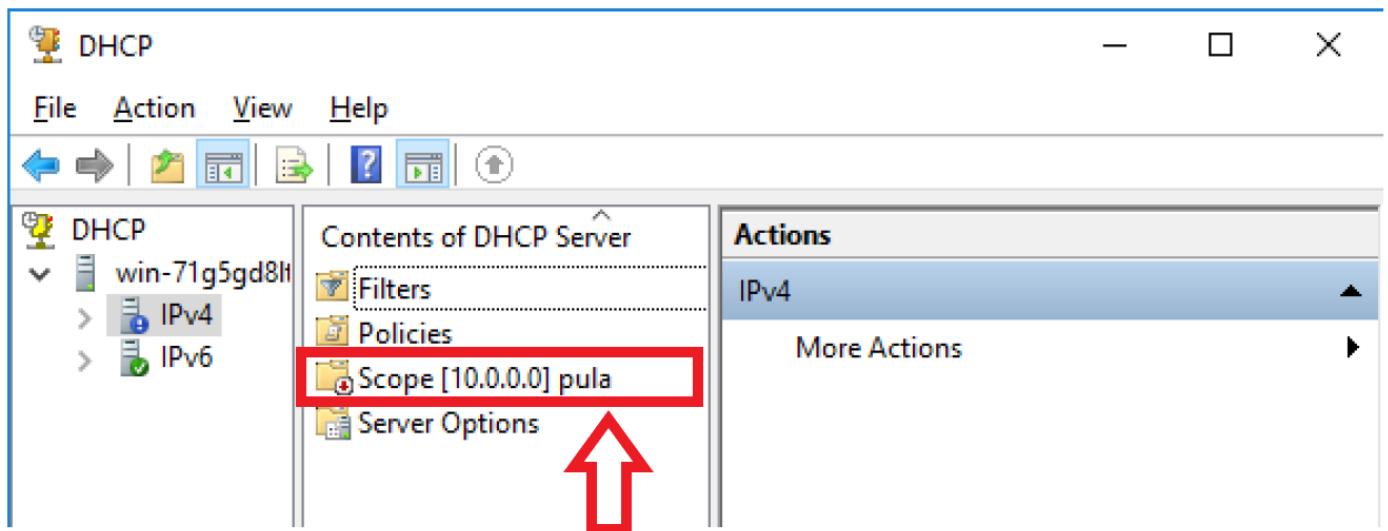 DHCP
File Action View Help
DHCP
win-71g5gd8lt
IPv4
IPv6
Contents of DHCP Server
Filters
Policies
Scope [10.0.0.0] pula
Server Options
Actions
IPv4
More Actions